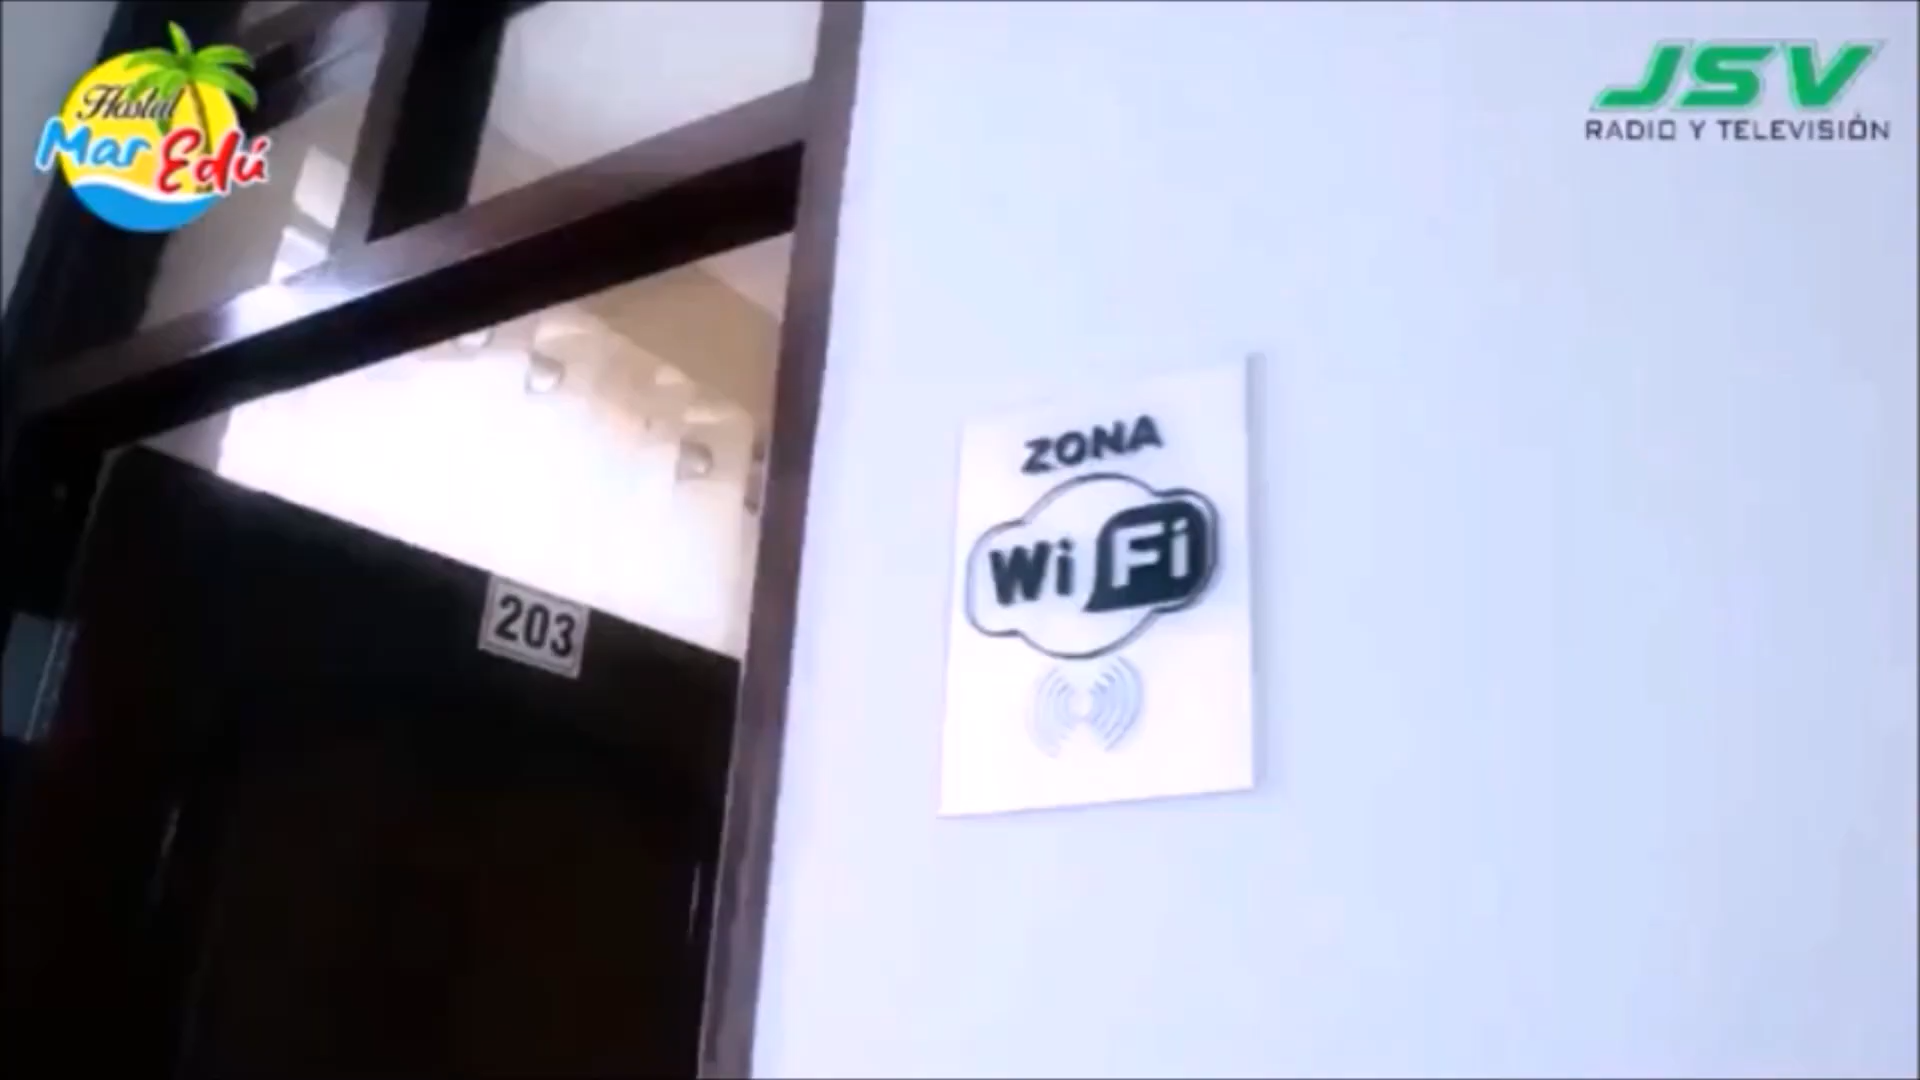 Hostal
Mar Edú
JSV
RADIO Y TELEVISIÓN
ZONA
Wi Fi
203